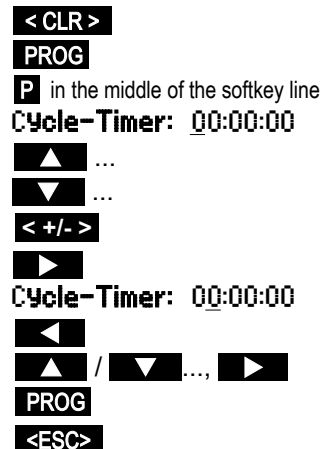 < CLR >
PROG
P in the middle of the softkey line
Cycle-Timer: 00:00:00
▲ ...
▼ ...
< +/- >
▶
Cycle-Timer: 00:00:00
◀
▲ / ▼ ..., ▶
PROG
<ESC>